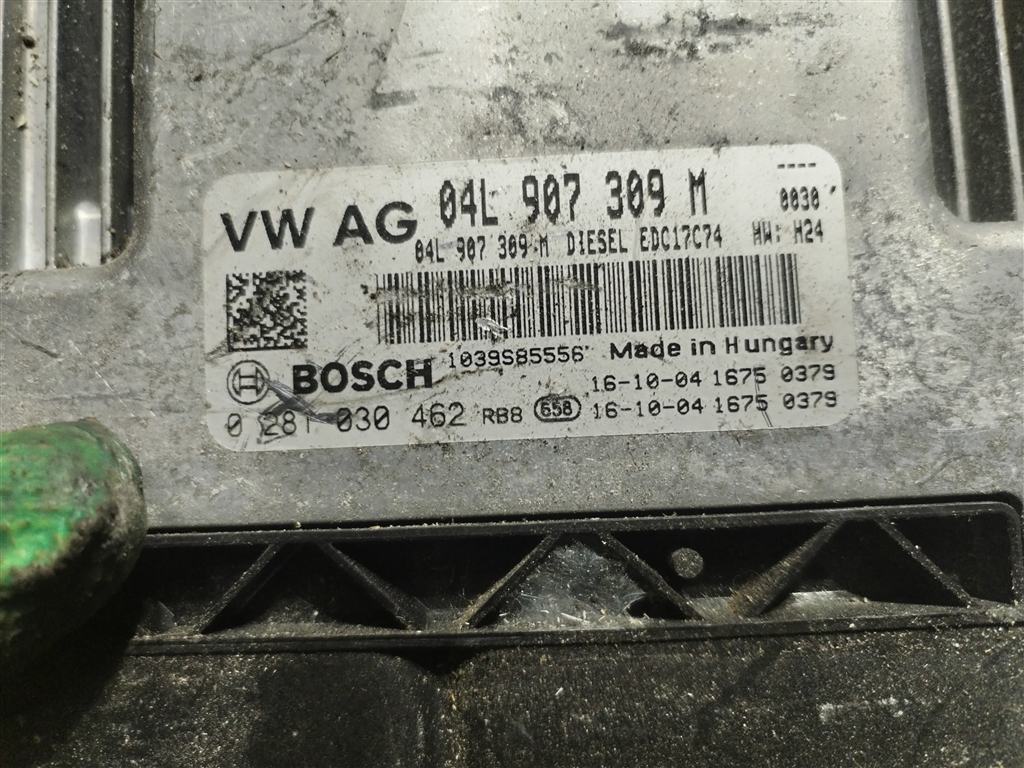 ----
VW AG 04L 907 309 M 0030
04L 907 309 M DIESEL EDC17C74 HW: H24
BOSCH 1039S85556 Made in Hungary
16-10-04 1675 0379
0 281 030 462 RB8 658 16-10-04 1675 0379